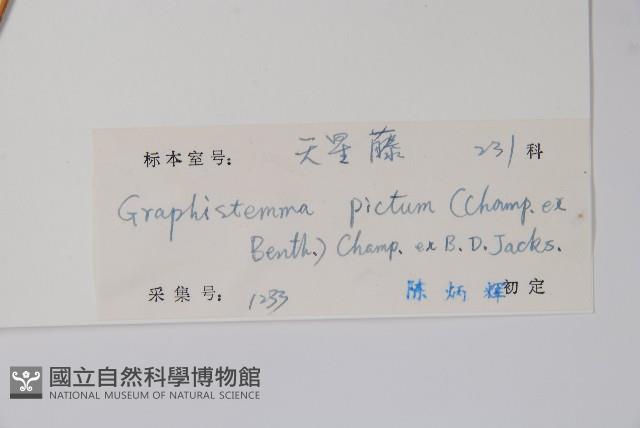 标本室号: 天星藤 231科
Graphistemma pictum (Champ. ex
Benth.) Champ. ex B. D. Jacks.
采集号: 1233 陈炳辉初定
國立自然科學博物館
NATIONAL MUSEUM OF NATURAL SCIENCE